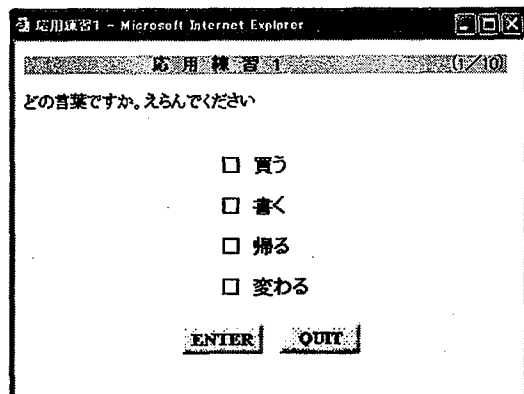 応用練習1 - Microsoft Internet Explorer
応用練習1 (1/10)
どの言葉ですか。えらんでください
□ 買う
□ 書く
□ 帰る
□ 変わる
ENTER QUIT